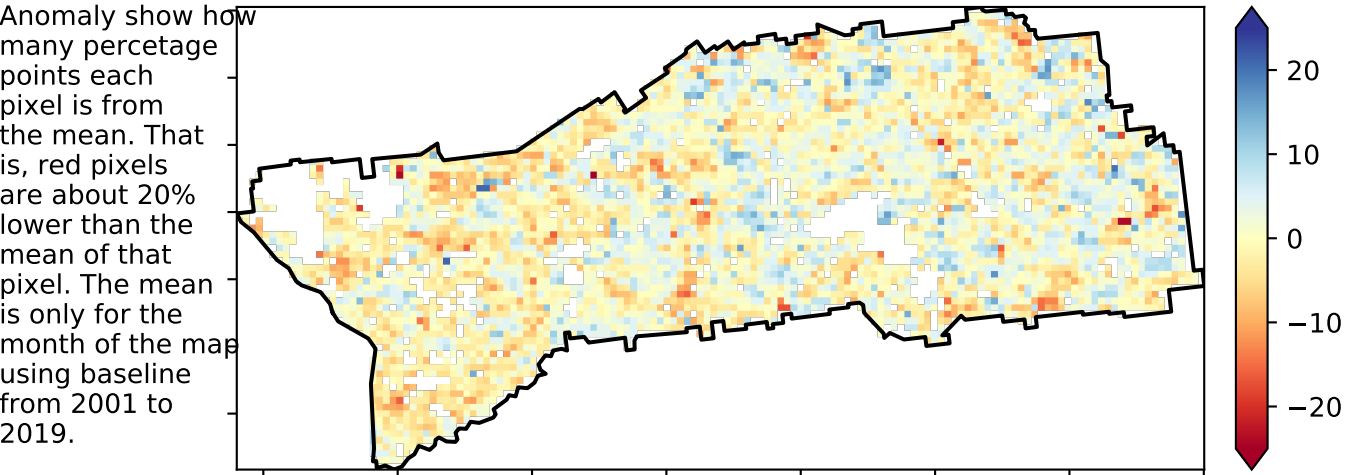 Anomaly show how
many percetage
points each
pixel is from
the mean. That
is, red pixels
are about 20%
lower than the
mean of that
pixel. The mean
is only for the
month of the map
using baseline
from 2001 to
2019.
20
10
0
−10
−20